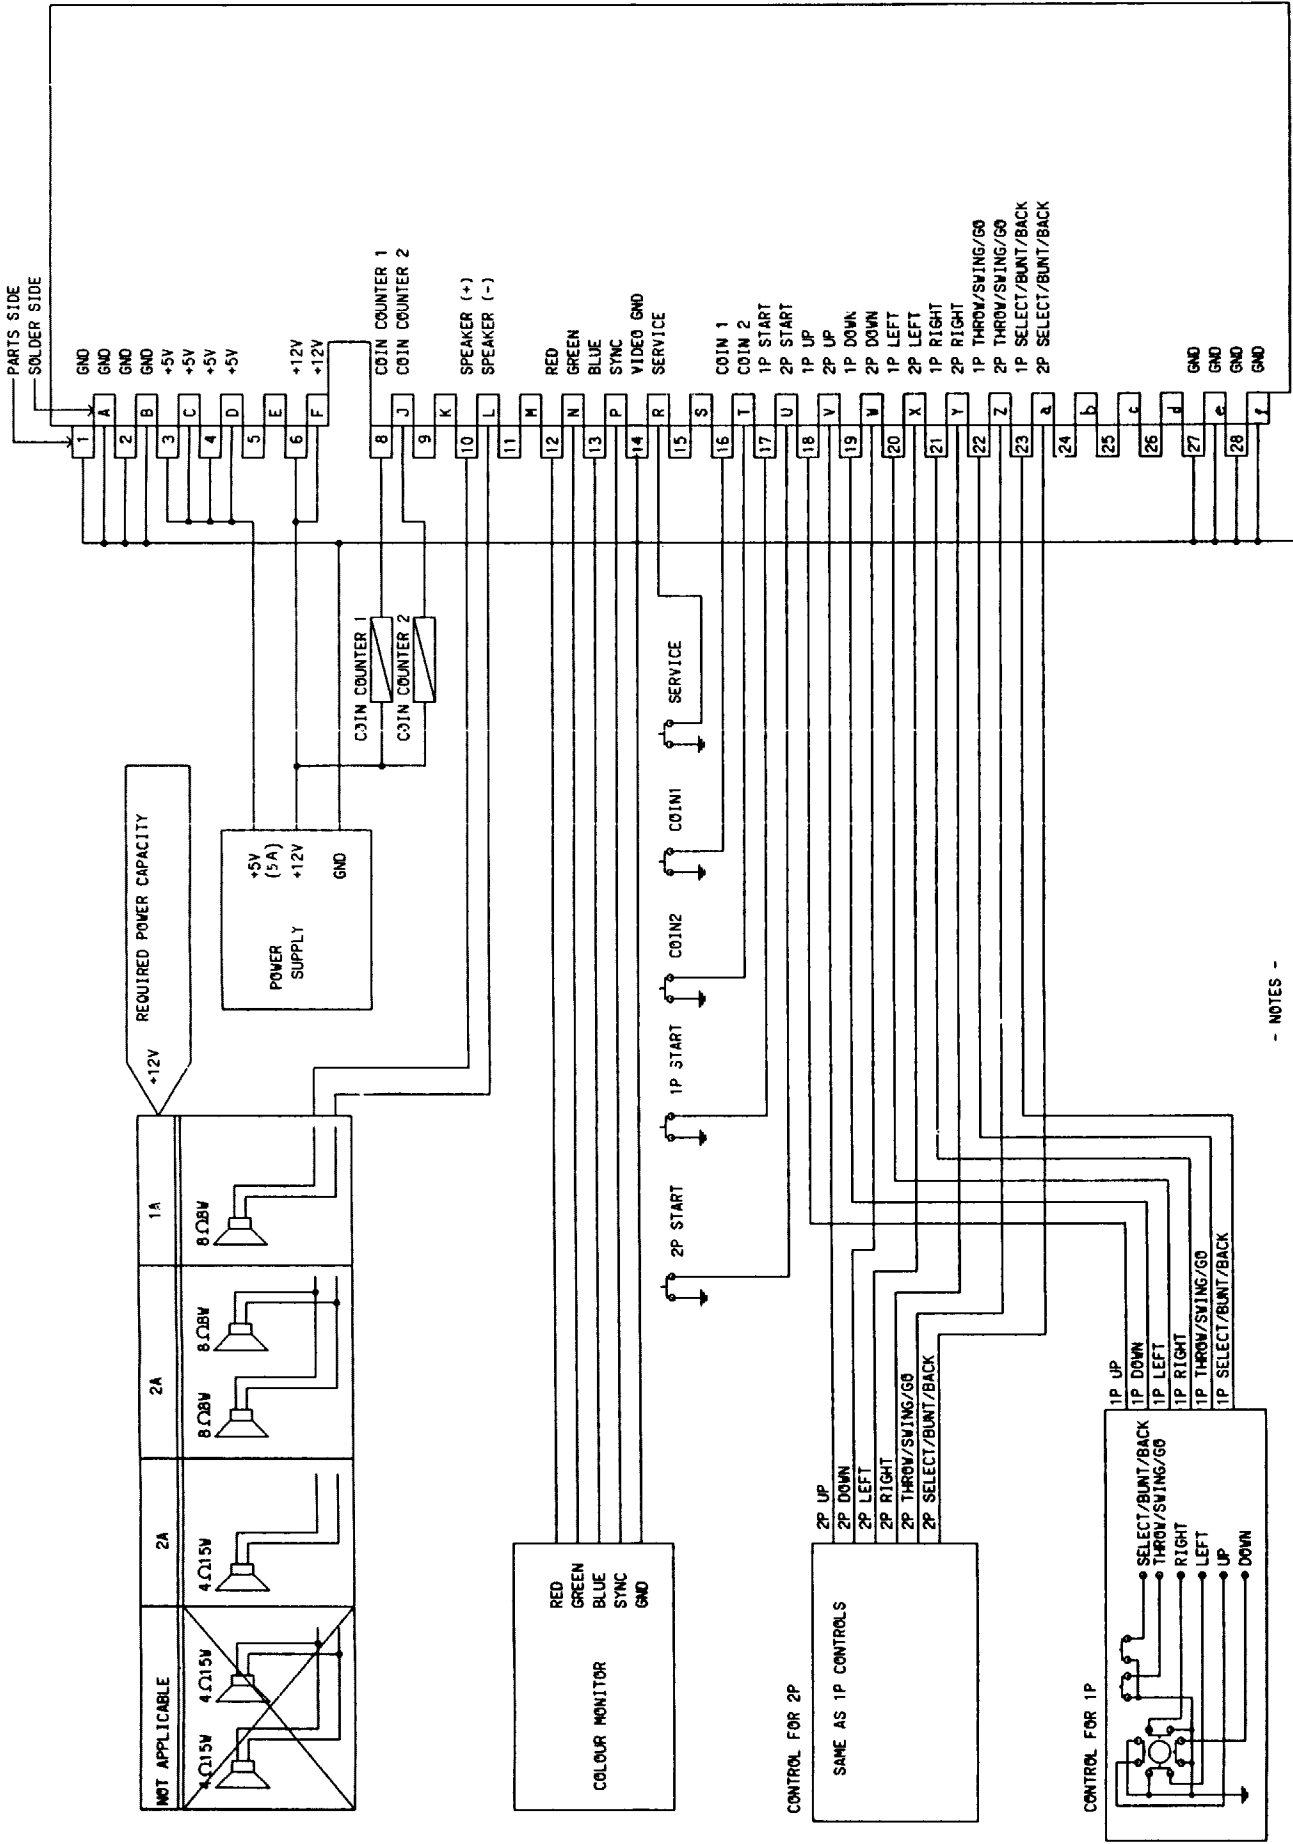 PARTS SIDE
SOLDER SIDE
GND
GND
GND
GND
+5V
+5V
+5V
+5V
+12V
+12V
COIN COUNTER 1
COIN COUNTER 2
SPEAKER (+)
SPEAKER (-)
RED
GREEN
BLUE
SYNC
VIDEO GND
SERVICE
COIN 1
COIN 2
1P START
2P START
1P UP
2P UP
1P DOWN
2P DOWN
1P LEFT
2P LEFT
1P RIGHT
2P RIGHT
1P THROW/SWING/GO
2P THROW/SWING/GO
1P SELECT/BUNT/BACK
2P SELECT/BUNT/BACK
GND
GND
GND
GND
A
B
C
D
E
F
J
K
L
M
N
P
R
S
T
U
V
W
X
Y
Z
a
b
c
d
e
f
1
2
3
4
5
6
8
9
10
11
12
13
14
15
16
17
18
19
20
21
22
23
24
25
26
27
28
COIN COUNTER 1
COIN COUNTER 2
REQUIRED POWER CAPACITY
+12V
POWER SUPPLY
+5V
(5A)
+12V
GND
1A
8Ω8W
2A
8Ω8W
8Ω8W
2A
4Ω15W
NOT APPLICABLE
4Ω15W
4Ω15W
SERVICE
COIN1
COIN2
1P START
2P START
RED
GREEN
BLUE
SYNC
GND
COLOUR MONITOR
2P UP
2P DOWN
2P LEFT
2P RIGHT
2P THROW/SWING/GO
2P SELECT/BUNT/BACK
CONTROL FOR 2P
SAME AS 1P CONTROLS
1P UP
1P DOWN
1P LEFT
1P RIGHT
1P THROW/SWING/GO
1P SELECT/BUNT/BACK
CONTROL FOR 1P
SELECT/BUNT/BACK
THROW/SWING/GO
RIGHT
LEFT
UP
DOWN
- NOTES -